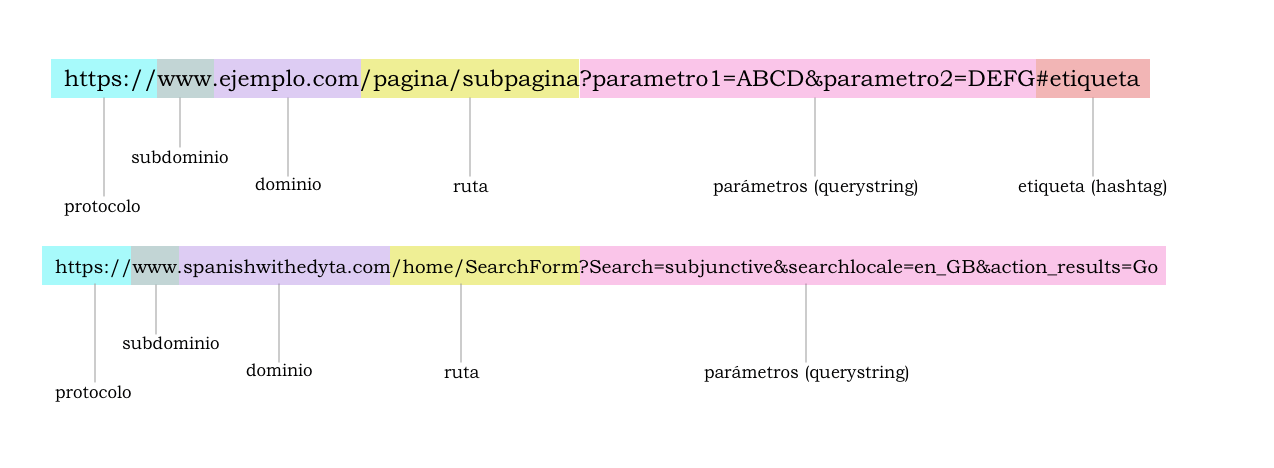 https://www.ejemplo.com/pagina/subpagina?parametro1=ABCD&parametro2=DEFG#etiqueta
subdominio
dominio
ruta
parámetros (querystring)
etiqueta (hashtag)
protocolo
https://www.spanishwithedyta.com/home/SearchForm?Search=subjunctive&searchlocale=en_GB&action_results=Go
subdominio
dominio
ruta
parámetros (querystring)
protocolo